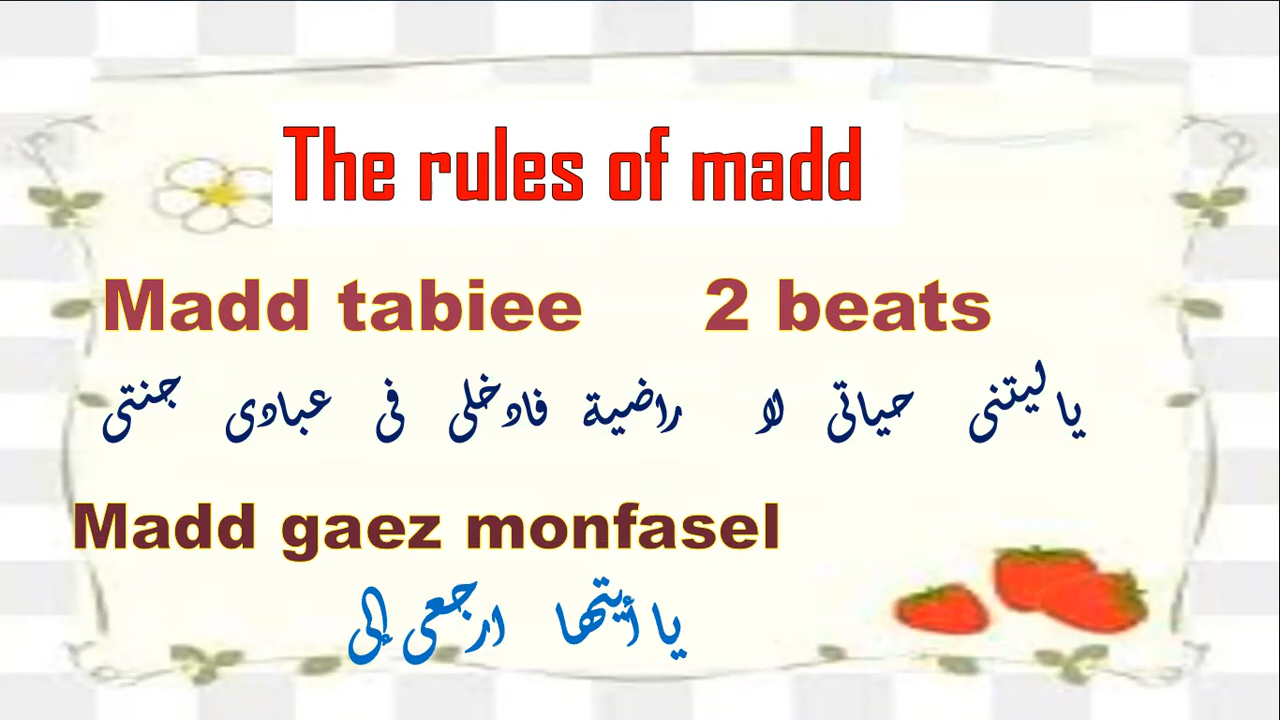 The rules of madd
Madd tabiee 2 beats
ياليتنى حياتى لا راضية فادخلى فى عبادى جنتى
Madd gaez monfasel
يا أيتها ارجعى إلى